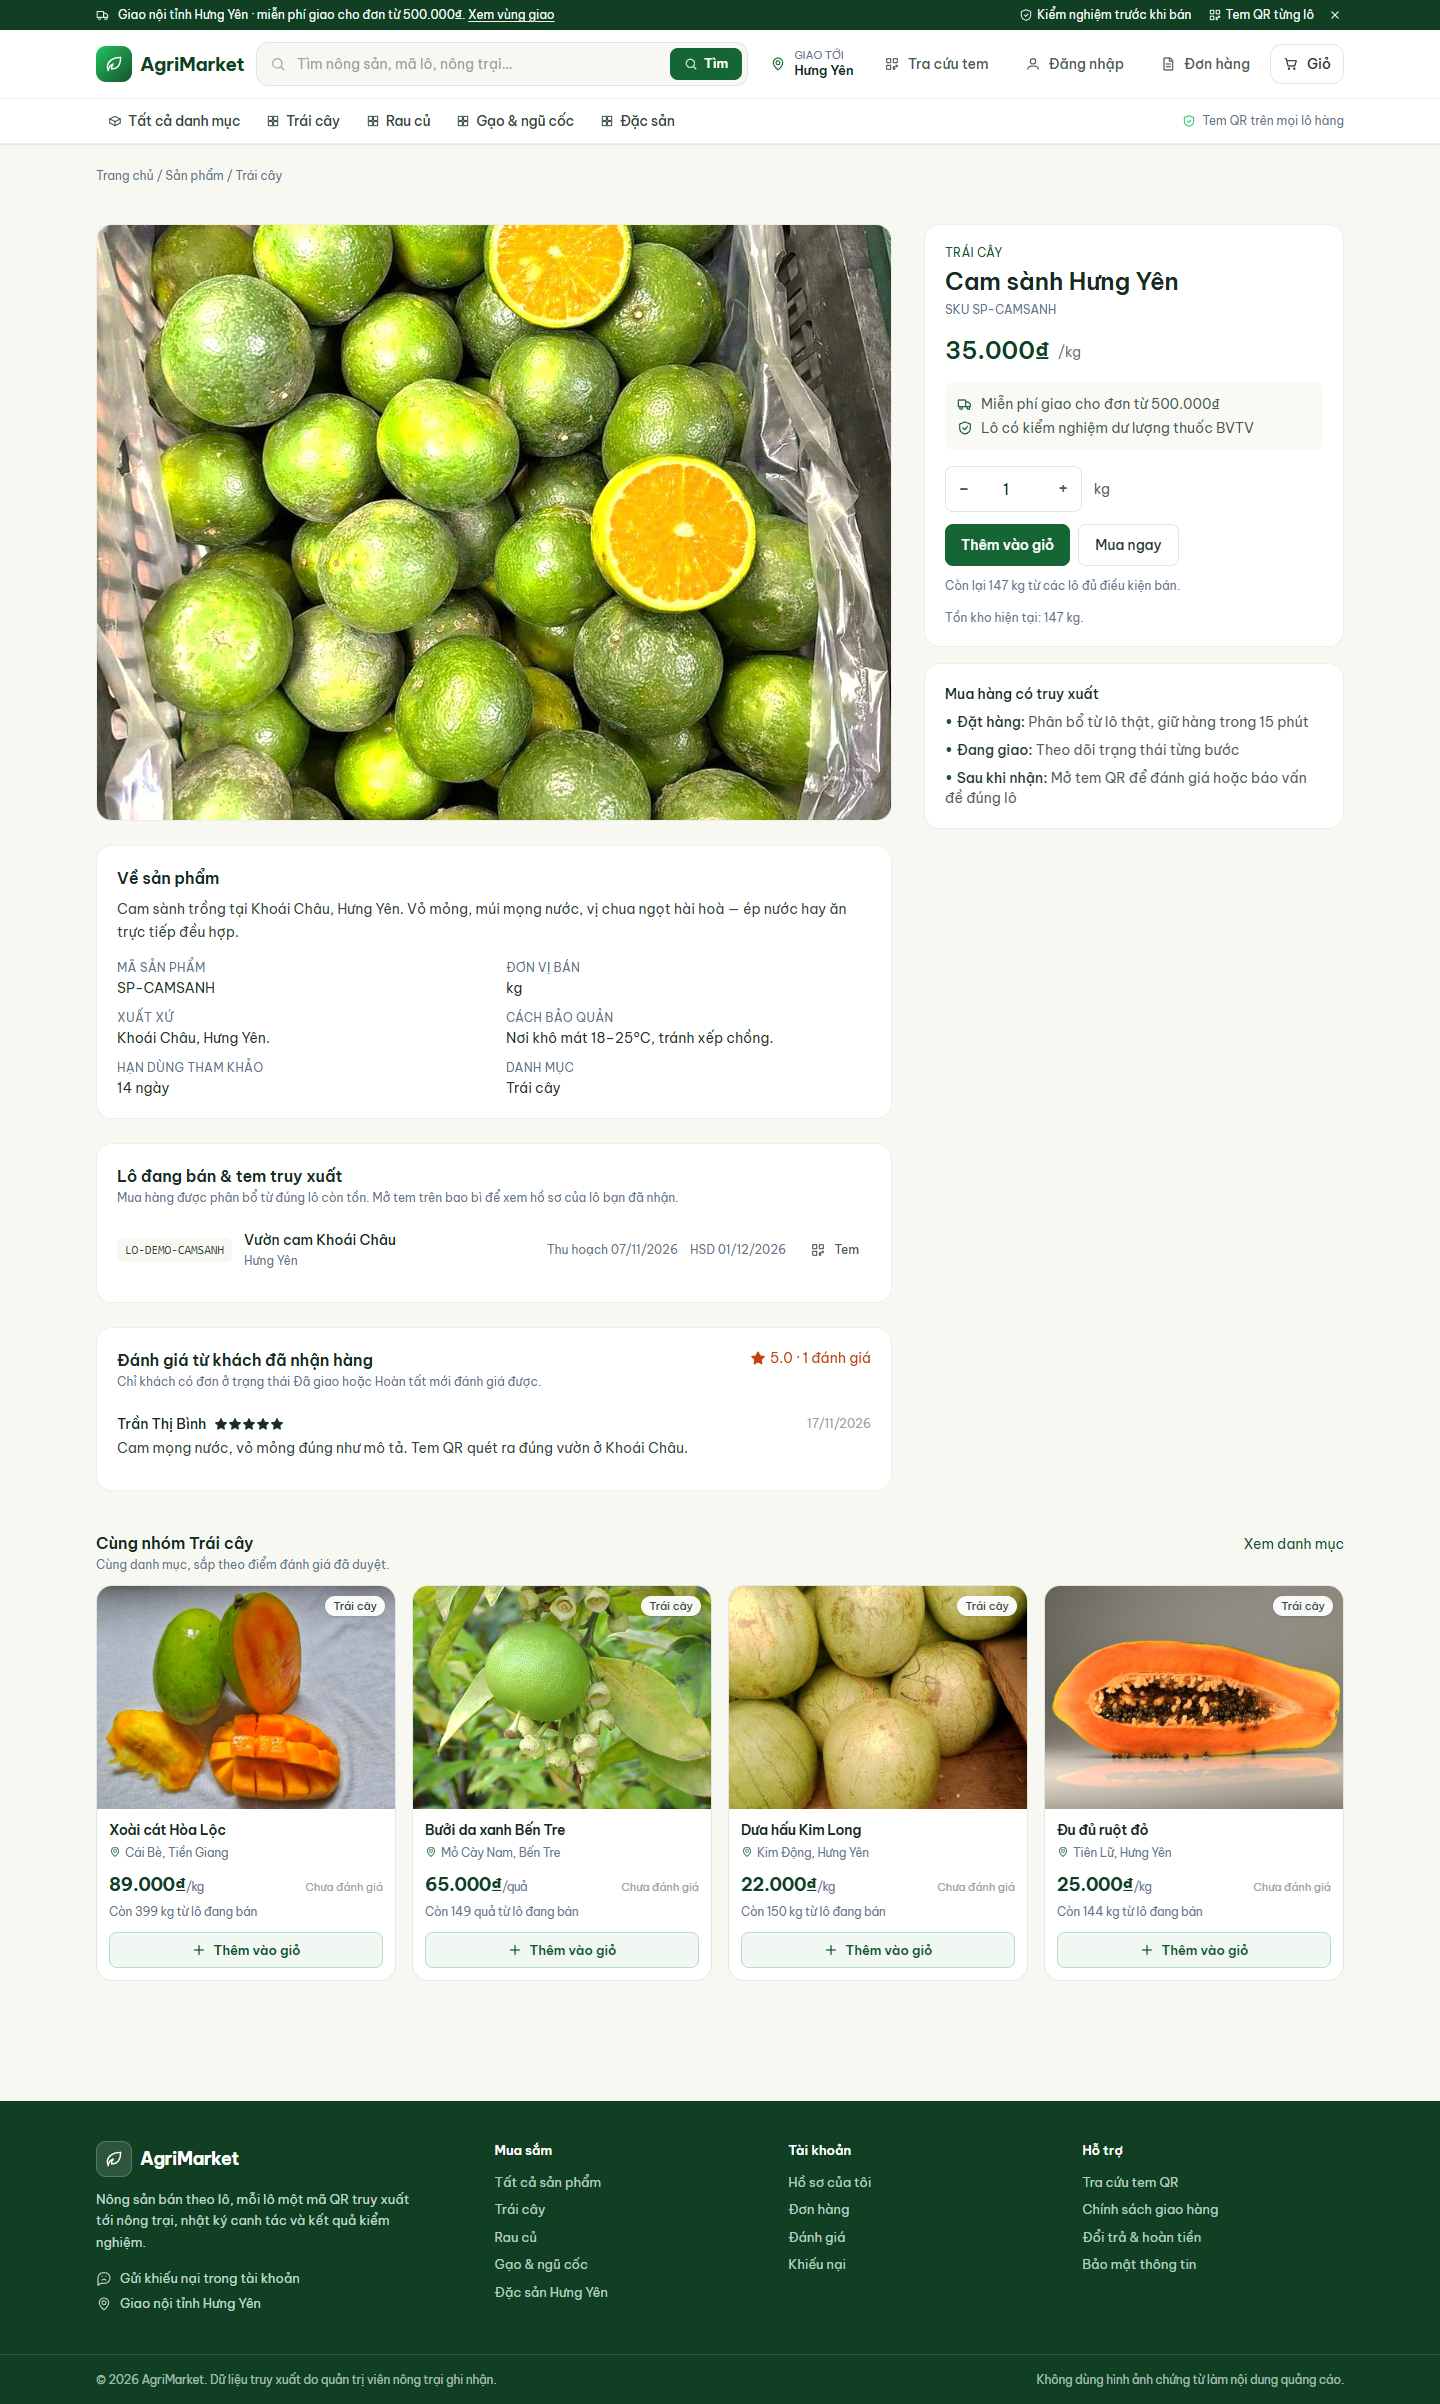 Giao nội tỉnh Hưng Yên · miễn phí giao cho đơn từ 500.000₫. Xem vùng giao
Kiểm nghiệm trước khi bán
Tem QR từng lô
AgriMarket
Tìm nông sản, mã lô, nông trại...
Tìm
GIAO TỚI
Hưng Yên
Tra cứu tem
Đăng nhập
Đơn hàng
Giỏ
Tất cả danh mục
Trái cây
Rau củ
Gạo & ngũ cốc
Đặc sản
Tem QR trên mọi lô hàng
Trang chủ / Sản phẩm / Trái cây
TRÁI CÂY
Cam sành Hưng Yên
SKU SP-CAMSANH
35.000₫ /kg
Miễn phí giao cho đơn từ 500.000₫
Lô có kiểm nghiệm dư lượng thuốc BVTV
− 1 + kg
Thêm vào giỏ
Mua ngay
Còn lại 147 kg từ các lô đủ điều kiện bán.
Tồn kho hiện tại: 147 kg.
Mua hàng có truy xuất
• Đặt hàng: Phân bổ từ lô thật, giữ hàng trong 15 phút
• Đang giao: Theo dõi trạng thái từng bước
• Sau khi nhận: Mở tem QR để đánh giá hoặc báo vấn
đề đúng lô
Về sản phẩm
Cam sành trồng tại Khoái Châu, Hưng Yên. Vỏ mỏng, múi mọng nước, vị chua ngọt hài hoà — ép nước hay ăn
trực tiếp đều hợp.
MÃ SẢN PHẨM
SP-CAMSANH
ĐƠN VỊ BÁN
kg
XUẤT XỨ
Khoái Châu, Hưng Yên.
CÁCH BẢO QUẢN
Nơi khô mát 18–25°C, tránh xếp chồng.
HẠN DÙNG THAM KHẢO
14 ngày
DANH MỤC
Trái cây
Lô đang bán & tem truy xuất
Mua hàng được phân bổ từ đúng lô còn tồn. Mở tem trên bao bì để xem hồ sơ của lô bạn đã nhận.
LO-DEMO-CAMSANH
Vườn cam Khoái Châu
Hưng Yên
Thu hoạch 07/11/2026
HSD 01/12/2026
Tem
Đánh giá từ khách đã nhận hàng
5.0 · 1 đánh giá
Chỉ khách có đơn ở trạng thái Đã giao hoặc Hoàn tất mới đánh giá được.
Trần Thị Bình ★★★★★
17/11/2026
Cam mọng nước, vỏ mỏng đúng như mô tả. Tem QR quét ra đúng vườn ở Khoái Châu.
Cùng nhóm Trái cây
Xem danh mục
Cùng danh mục, sắp theo điểm đánh giá đã duyệt.
Trái cây
Xoài cát Hòa Lộc
Cái Bè, Tiền Giang
89.000₫/kg
Chưa đánh giá
Còn 399 kg từ lô đang bán
Thêm vào giỏ
Trái cây
Bưởi da xanh Bến Tre
Mỏ Cày Nam, Bến Tre
65.000₫/quả
Chưa đánh giá
Còn 149 quả từ lô đang bán
Thêm vào giỏ
Trái cây
Dưa hấu Kim Long
Kim Động, Hưng Yên
22.000₫/kg
Chưa đánh giá
Còn 150 kg từ lô đang bán
Thêm vào giỏ
Trái cây
Đu đủ ruột đỏ
Tiên Lữ, Hưng Yên
25.000₫/kg
Chưa đánh giá
Còn 144 kg từ lô đang bán
Thêm vào giỏ
AgriMarket
Nông sản bán theo lô, mỗi lô một mã QR truy xuất
tới nông trại, nhật ký canh tác và kết quả kiểm
nghiệm.
Gửi khiếu nại trong tài khoản
Giao nội tỉnh Hưng Yên
Mua sắm
Tất cả sản phẩm
Trái cây
Rau củ
Gạo & ngũ cốc
Đặc sản Hưng Yên
Tài khoản
Hồ sơ của tôi
Đơn hàng
Đánh giá
Khiếu nại
Hỗ trợ
Tra cứu tem QR
Chính sách giao hàng
Đổi trả & hoàn tiền
Bảo mật thông tin
© 2026 AgriMarket. Dữ liệu truy xuất do quản trị viên nông trại ghi nhận.
Không dùng hình ảnh chứng từ làm nội dung quảng cáo.